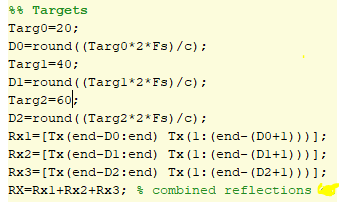 %% Targets
Targ0=20;
D0=round((Targ0*2*Fs)/c);
Targ1=40;
D1=round((Targ1*2*Fs)/c);
Targ2=60;
D2=round((Targ2*2*Fs)/c);
Rx1=[Tx(end-D0:end) Tx(1:(end-(D0+1)))];
Rx2=[Tx(end-D1:end) Tx(1:(end-(D1+1)))];
Rx3=[Tx(end-D2:end) Tx(1:(end-(D2+1)))];
RX=Rx1+Rx2+Rx3; % combined reflections